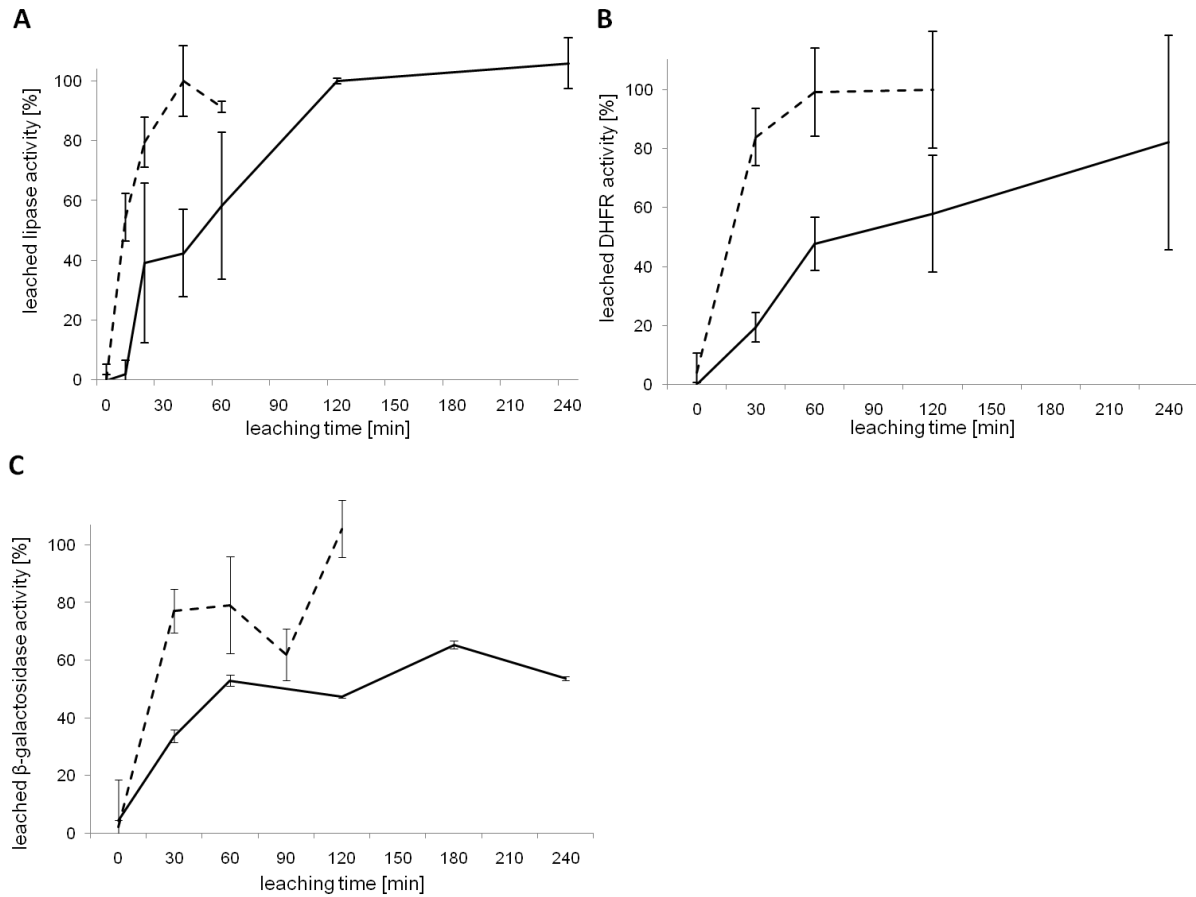 A
leached lipase activity [%]
100
80
60
40
20
0
0 30 60 90 120 150 180 210 240
leaching time [min]
B
leached DHFR activity [%]
100
80
60
40
20
0
0 30 60 90 120 150 180 210 240
leaching time [min]
C
leached β-galactosidase activity [%]
100
80
60
40
20
0
0 30 60 90 120 150 180 210 240
leaching time [min]